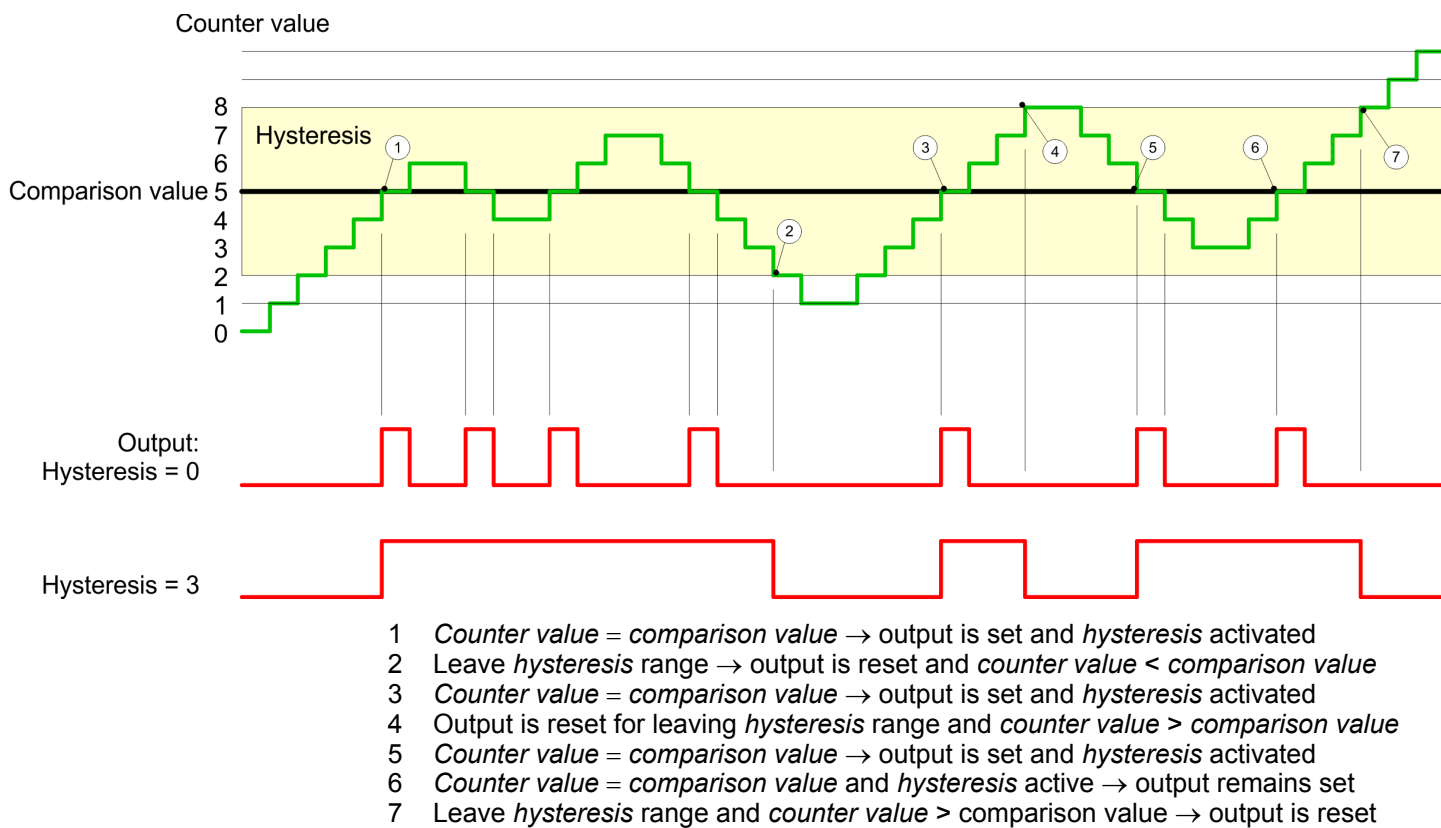 Counter value
8
7
Hysteresis
6
Comparison value 5
4
3
2
1
0
1
2
3
4
5
6
7
Output:
Hysteresis = 0
Hysteresis = 3
1 Counter value = comparison value → output is set and hysteresis activated
2 Leave hysteresis range → output is reset and counter value < comparison value
3 Counter value = comparison value → output is set and hysteresis activated
4 Output is reset for leaving hysteresis range and counter value > comparison value
5 Counter value = comparison value → output is set and hysteresis activated
6 Counter value = comparison value and hysteresis active → output remains set
7 Leave hysteresis range and counter value > comparison value → output is reset